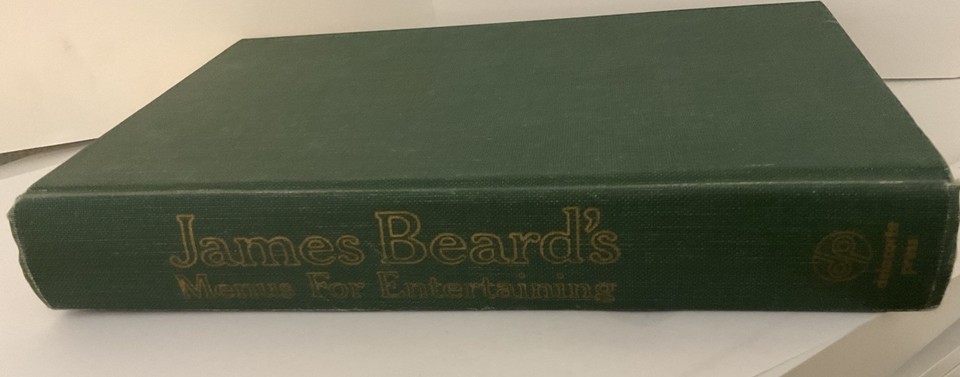 James Beard's
Menus For Entertaining
delacorte
press